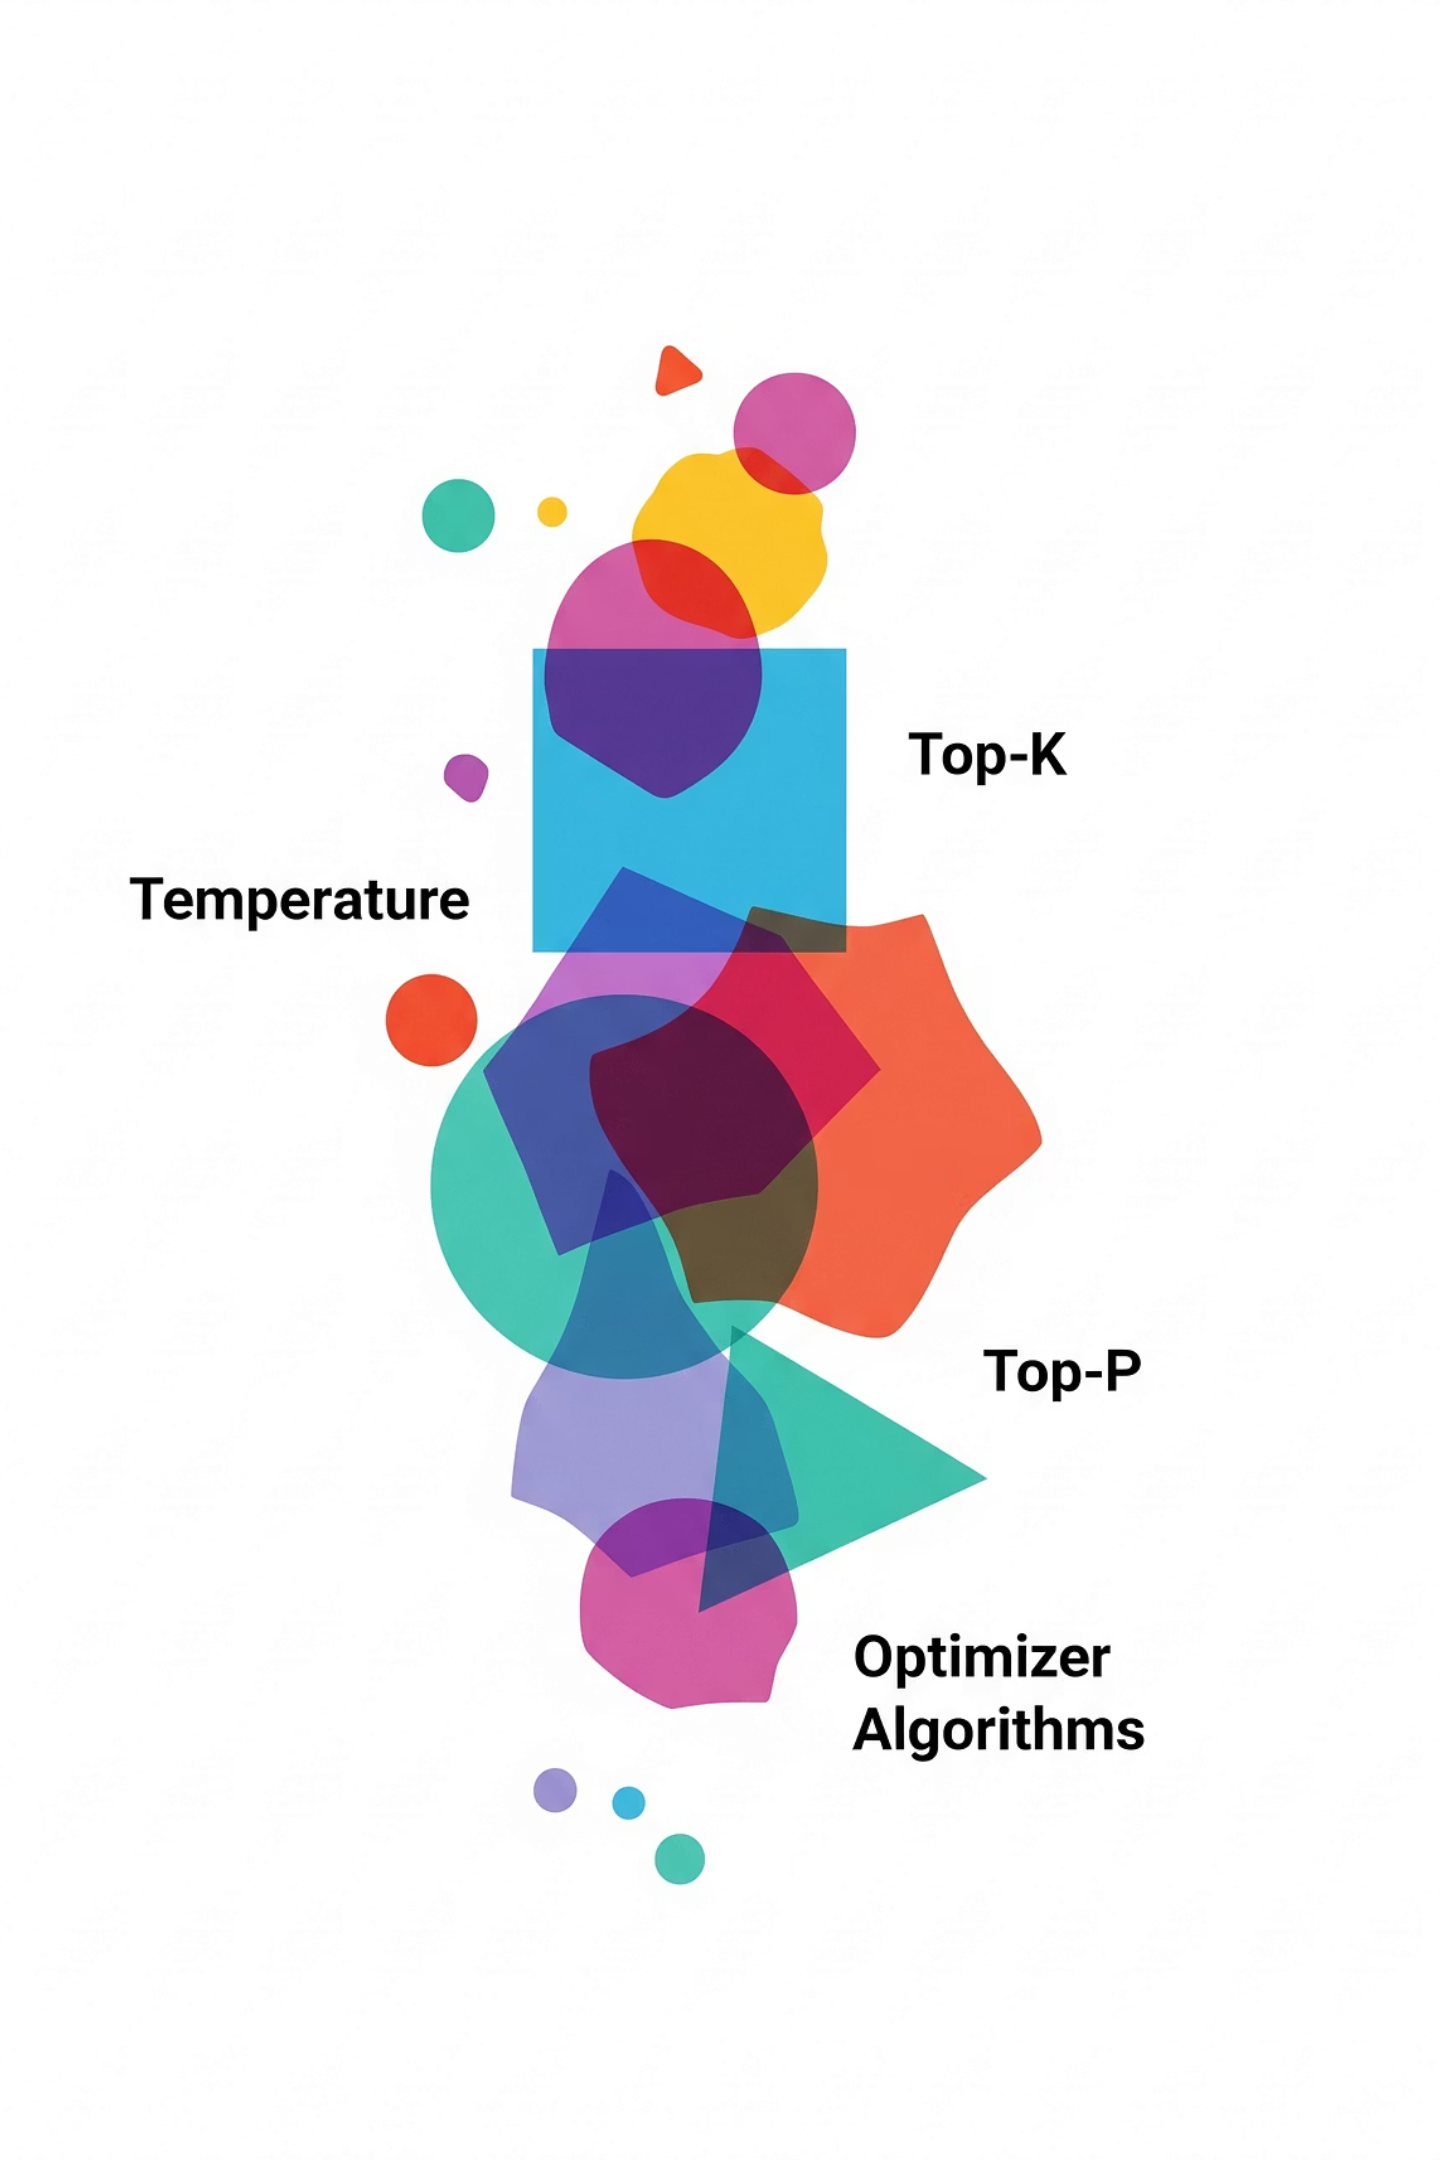 Top-K
Temperature
Top-P
Optimizer
Algorithms